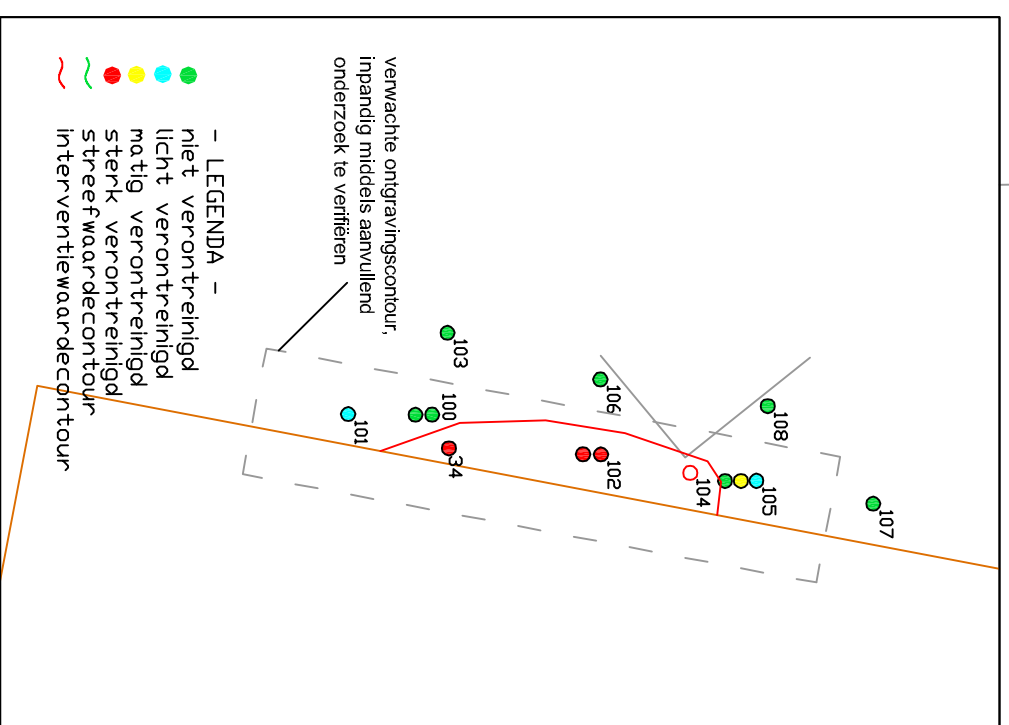 verwachte ontgravingscontour,
inpandig middels aanvullend
onderzoek te verifiëren
- LEGENDA -
niet verontreinigd
licht verontreinigd
matig verontreinigd
sterk verontreinigd
streefwaardecontour
interventiewaardecontour
108
107
106
105
104
103
102
100
34
101